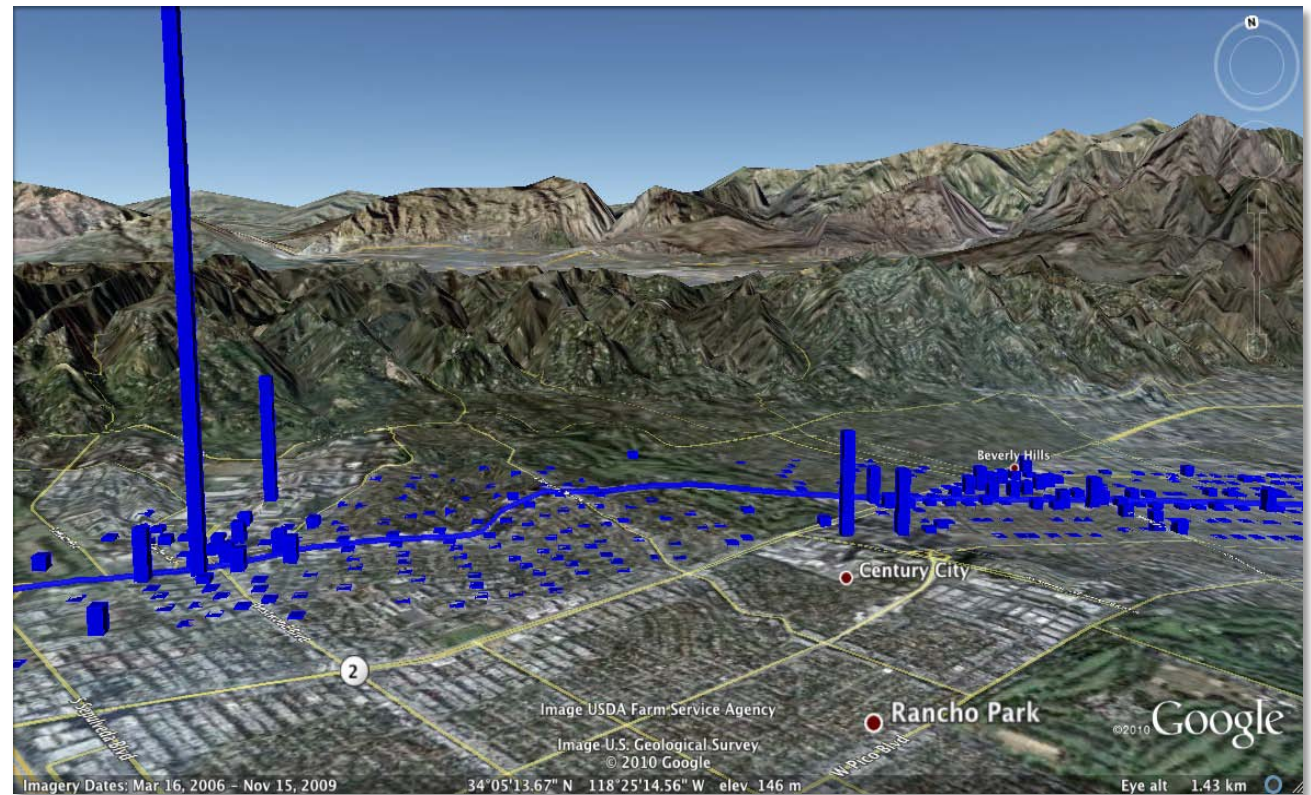 N
Beverly Hills
Century City
2
Image USDA Farm Service Agency
Rancho Park
S Sepulveda Blvd
©2010 Google
Image U.S. Geological Survey
© 2010 Google
W Pico Blvd
Imagery Dates: Mar 16, 2006 - Nov 15, 2009
34°05'13.67" N 118°25'14.56" W elev 146 m
Eye alt 1.43 km